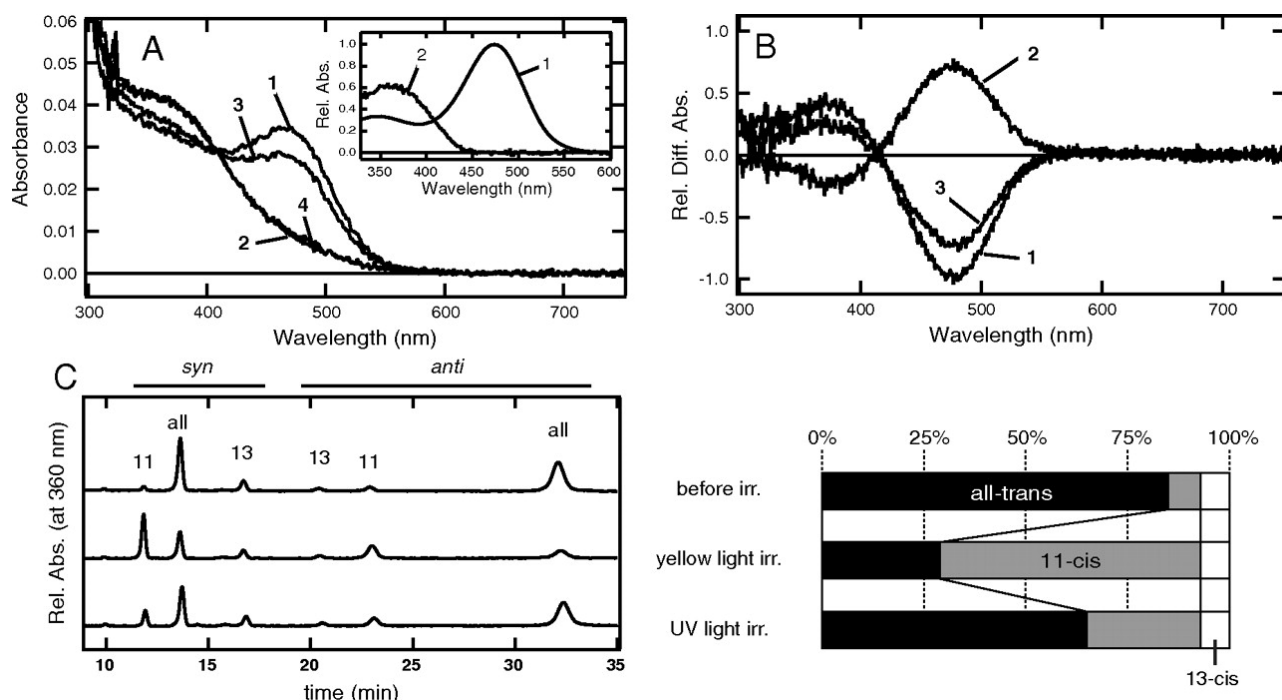 A
Absorbance
0.06
0.05
0.04
0.03
0.02
0.01
0.00
300
400
500
600
700
Wavelength (nm)
1
3
2
4
Rel. Abs.
1.0
0.8
0.6
0.4
0.2
0.0
350
400
450
500
550
600
Wavelength (nm)
2
1
B
Rel. Diff. Abs.
1.0
0.5
0.0
-0.5
-1.0
300
400
500
600
700
Wavelength (nm)
2
3
1
C
syn
anti
Rel. Abs. (at 360 nm)
11
all
13
13
11
all
10
15
20
25
30
35
time (min)
0%
25%
50%
75%
100%
before irr.
all-trans
yellow light irr.
11-cis
UV light irr.
13-cis